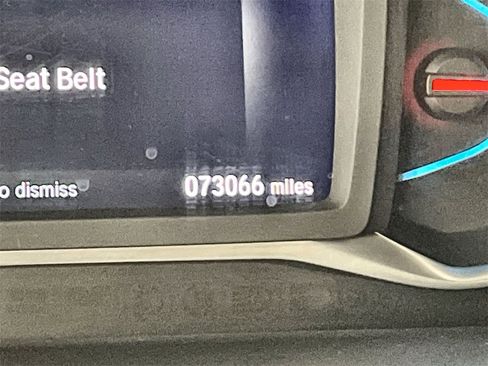 Seat Belt
o dismiss
073066 miles